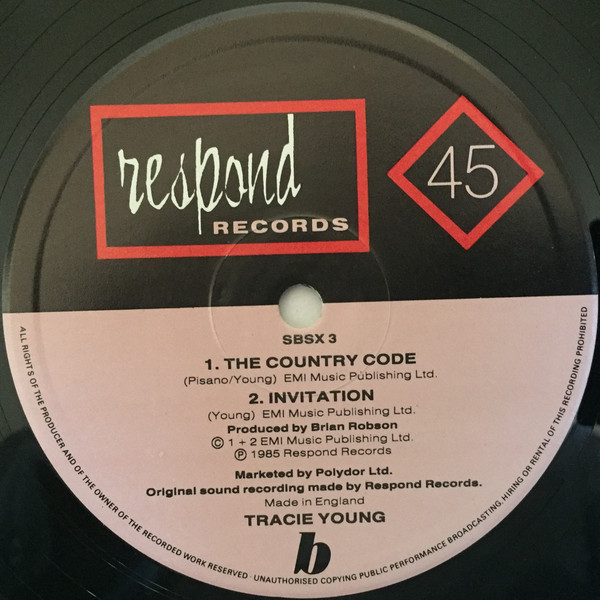 respond
RECORDS
45
SBSX 3
1. THE COUNTRY CODE
(Pisano/Young) EMI Music Publishing Ltd.
2. INVITATION
(Young) EMI Music Publishing Ltd.
Produced by Brian Robson
© 1 + 2 EMI Music Publishing Ltd.
℗ 1985 Respond Records
Marketed by Polydor Ltd.
Original sound recording made by Respond Records.
Made in England
TRACIE YOUNG
b
ALL RIGHTS OF THE PRODUCER AND OF THE OWNER OF THE RECORDED WORK RESERVED · UNAUTHORISED COPYING PUBLIC PERFORMANCE BROADCASTING, HIRING OR RENTAL OF THIS RECORDING PROHIBITED